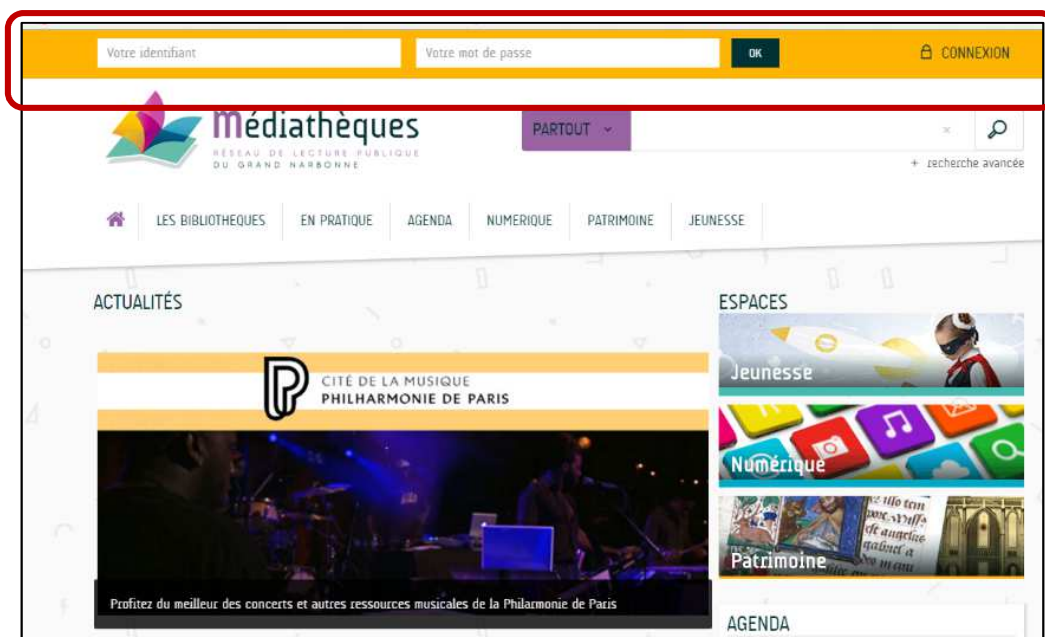 Votre identifiant
Votre mot de passe
OK
CONNEXION
Médiathèques
RÉSEAU DE LECTURE PUBLIQUE
DU GRAND NARBONNE
PARTOUT
×
+ recherche avancée
LES BIBLIOTHEQUES
EN PRATIQUE
AGENDA
NUMERIQUE
PATRIMOINE
JEUNESSE
ACTUALITÉS
CITÉ DE LA MUSIQUE
PHILHARMONIE DE PARIS
Profitez du meilleur des concerts et autres ressources musicales de la Philarmonie de Paris
ESPACES
Jeunesse
Numérique
Patrimoine
AGENDA